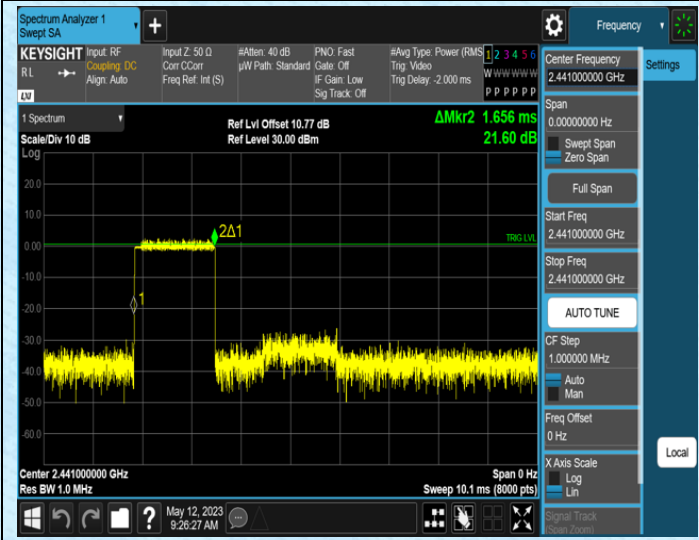 Spectrum Analyzer 1
Swept SA
Frequency
KEYSIGHT
RL
LXI
Input: RF
Coupling: DC
Align: Auto
Input Z: 50 Ω
Corr CCorr
Freq Ref: Int (S)
#Atten: 40 dB
µW Path: Standard
PNO: Fast
Gate: Off
IF Gain: Low
Sig Track: Off
#Avg Type: Power (RMS
Trig: Video
Trig Delay: -2.000 ms
1 2 3 4 5 6
W W W W W W
P P P P P P
Center Frequency
2.441000000 GHz
Settings
Span
0.00000000 Hz
Swept Span
Zero Span
Full Span
Start Freq
2.441000000 GHz
Stop Freq
2.441000000 GHz
AUTO TUNE
CF Step
1.000000 MHz
Auto
Man
Freq Offset
0 Hz
X Axis Scale
Log
Lin
Signal Track
(Span Zoom)
Local
1 Spectrum
Scale/Div 10 dB
Log
Ref Lvl Offset 10.77 dB
Ref Level 30.00 dBm
ΔMkr2 1.656 ms
21.60 dB
20.0
10.0
0.00
-10.0
-20.0
-30.0
-40.0
-50.0
-60.0
2Δ1
TRIG LVL
1
Center 2.441000000 GHz
Res BW 1.0 MHz
Span 0 Hz
Sweep 10.1 ms (8000 pts)
?
May 12, 2023
9:26:27 AM